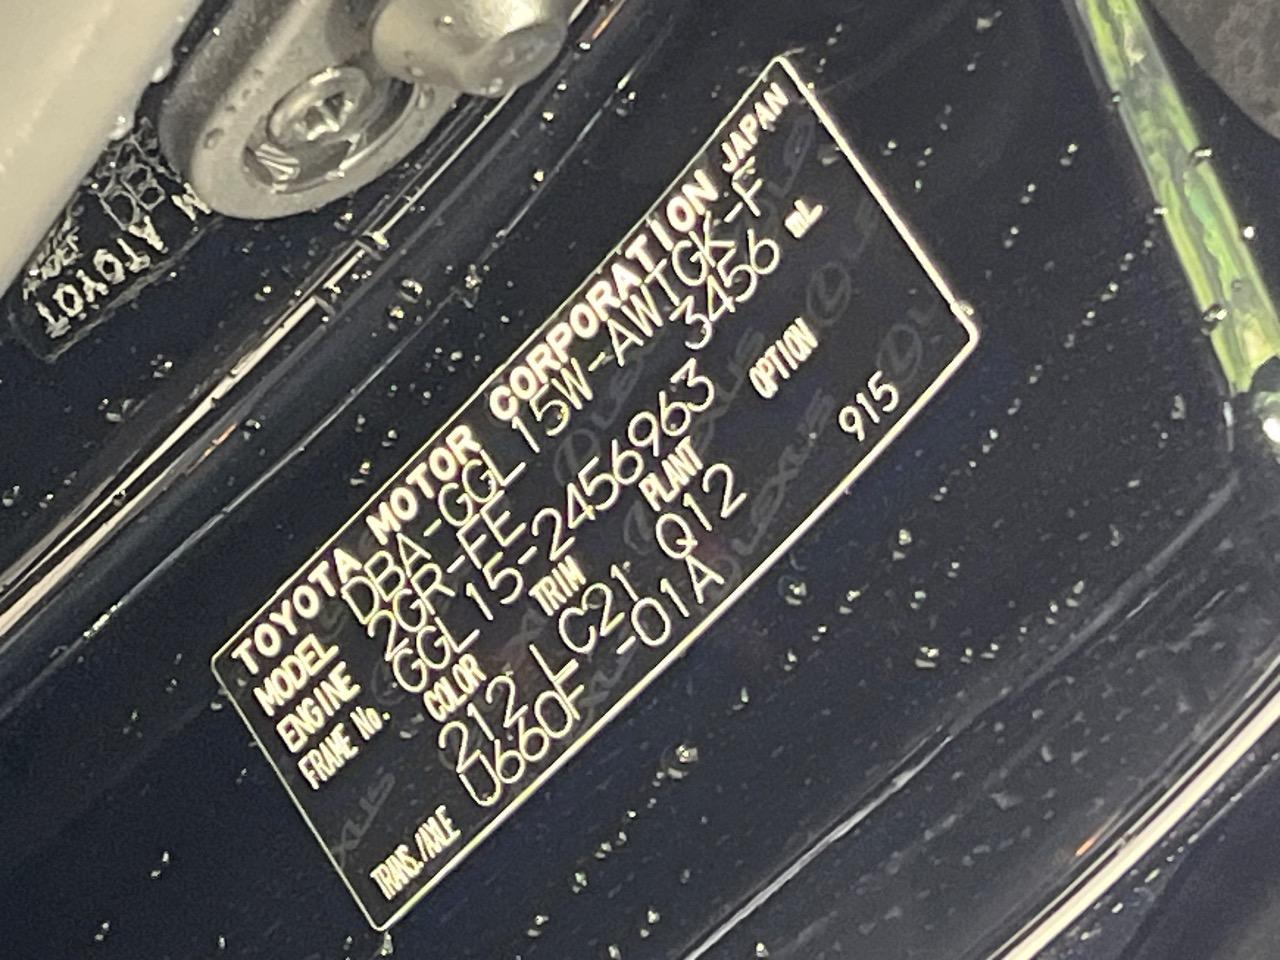 TOYOTA MOTOR CORPORATION JAPAN
MODEL DBA-GGL15W-AWTGK-F
ENGINE 2GR-FE 3456 mL
FRAME No. GGL15-2456963
COLOR TRIM PLANT OPTION
212 LC21 Q12 915
TRANS./AXLE U660F -01A
TOYOTA M